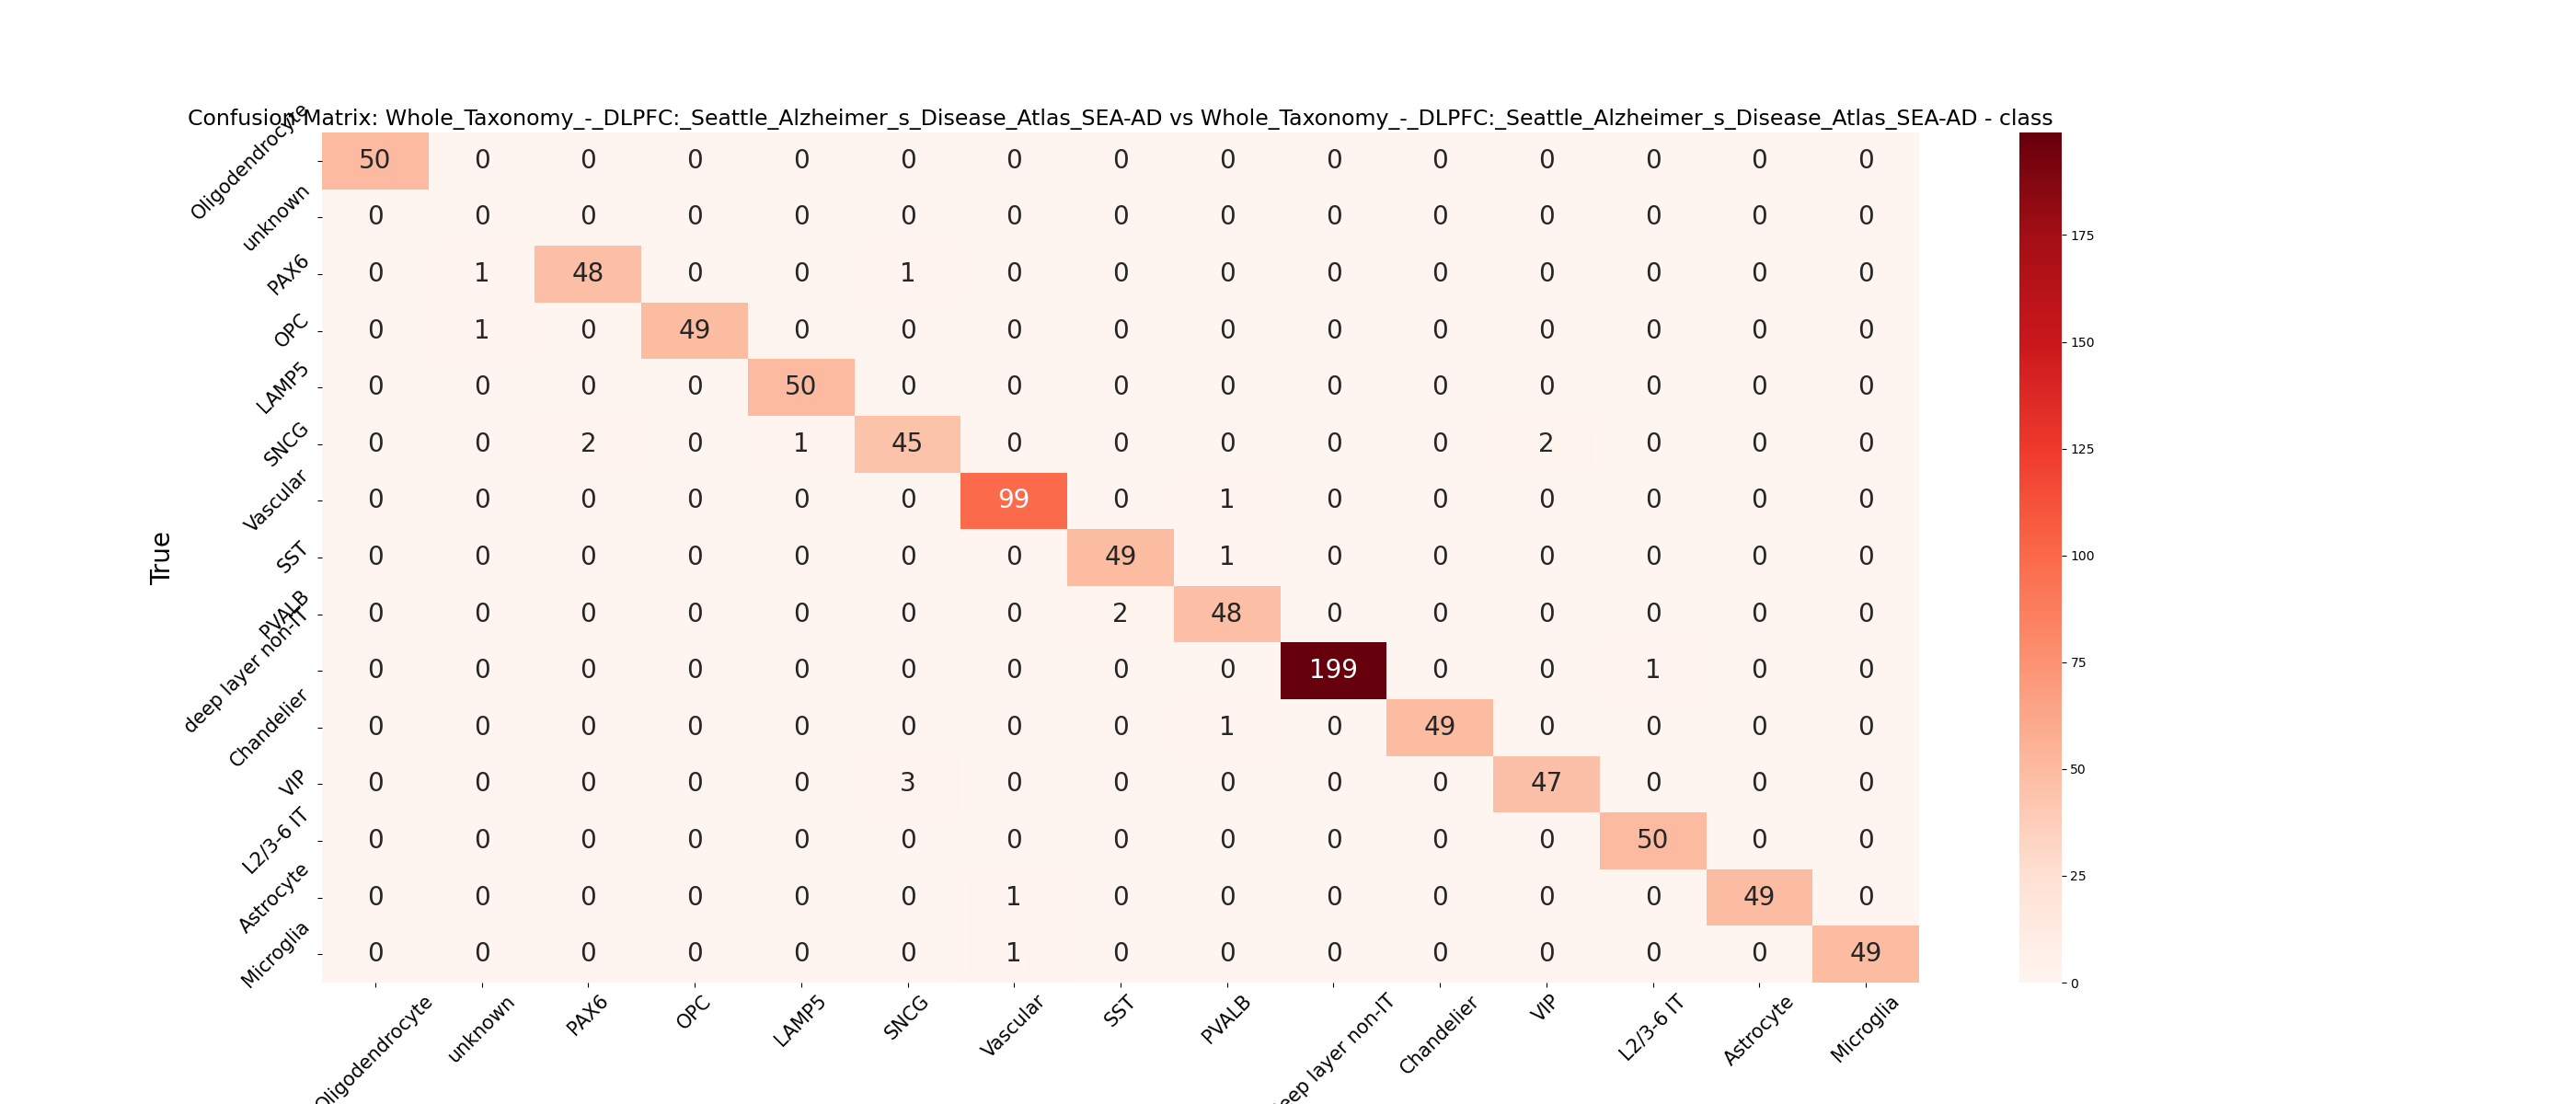 Confusion Matrix: Whole_Taxonomy_-_DLPFC:_Seattle_Alzheimer_s_Disease_Atlas_SEA-AD vs Whole_Taxonomy_-_DLPFC:_Seattle_Alzheimer_s_Disease_Atlas_SEA-AD - class
True
Oligodendrocyte 50 0 0 0 0 0 0 0 0 0 0 0 0 0 0
unknown 0 0 0 0 0 0 0 0 0 0 0 0 0 0 0
PAX6 0 1 48 0 0 1 0 0 0 0 0 0 0 0 0
OPC 0 1 0 49 0 0 0 0 0 0 0 0 0 0 0
LAMP5 0 0 0 0 50 0 0 0 0 0 0 0 0 0 0
SNCG 0 0 2 0 1 45 0 0 0 0 0 2 0 0 0
Vascular 0 0 0 0 0 0 99 0 1 0 0 0 0 0 0
SST 0 0 0 0 0 0 0 49 1 0 0 0 0 0 0
PVALB 0 0 0 0 0 0 0 2 48 0 0 0 0 0 0
deep layer non-IT 0 0 0 0 0 0 0 0 0 199 0 0 1 0 0
Chandelier 0 0 0 0 0 0 0 0 1 0 49 0 0 0 0
VIP 0 0 0 0 0 3 0 0 0 0 0 47 0 0 0
L2/3-6 IT 0 0 0 0 0 0 0 0 0 0 0 0 50 0 0
Astrocyte 0 0 0 0 0 0 1 0 0 0 0 0 0 49 0
Microglia 0 0 0 0 0 0 1 0 0 0 0 0 0 0 49
Oligodendrocyte unknown PAX6 OPC LAMP5 SNCG Vascular SST PVALB eep layer non-IT Chandelier VIP L2/3-6 IT Astrocyte Microglia
175
150
125
100
75
50
25
0